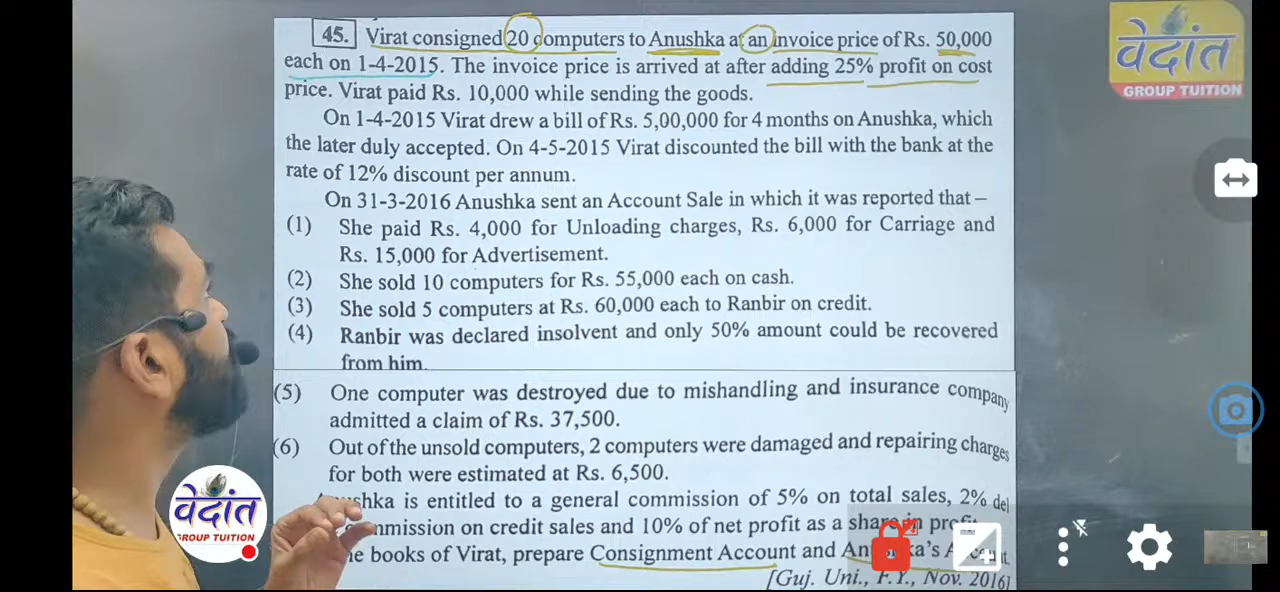 वेदांत
GROUP TUITION
45. Virat consigned 20 computers to Anushka at an invoice price of Rs. 50,000
each on 1-4-2015. The invoice price is arrived at after adding 25% profit on cost
price. Virat paid Rs. 10,000 while sending the goods.
On 1-4-2015 Virat drew a bill of Rs. 5,00,000 for 4 months on Anushka, which
the later duly accepted. On 4-5-2015 Virat discounted the bill with the bank at the
rate of 12% discount per annum.
On 31-3-2016 Anushka sent an Account Sale in which it was reported that –
(1) She paid Rs. 4,000 for Unloading charges, Rs. 6,000 for Carriage and
Rs. 15,000 for Advertisement.
(2) She sold 10 computers for Rs. 55,000 each on cash.
(3) She sold 5 computers at Rs. 60,000 each to Ranbir on credit.
(4) Ranbir was declared insolvent and only 50% amount could be recovered
from him.
(5) One computer was destroyed due to mishandling and insurance company
admitted a claim of Rs. 37,500.
(6) Out of the unsold computers, 2 computers were damaged and repairing charges
for both were estimated at Rs. 6,500.
is entitled to a general commission of 5% on total sales, 2% del
on credit sales and 10% of net profit as a share in
books of Virat, prepare Consignment Account and
[Guj. Uni., F.Y., Nov. 2016]
वेदांत
GROUP TUITION